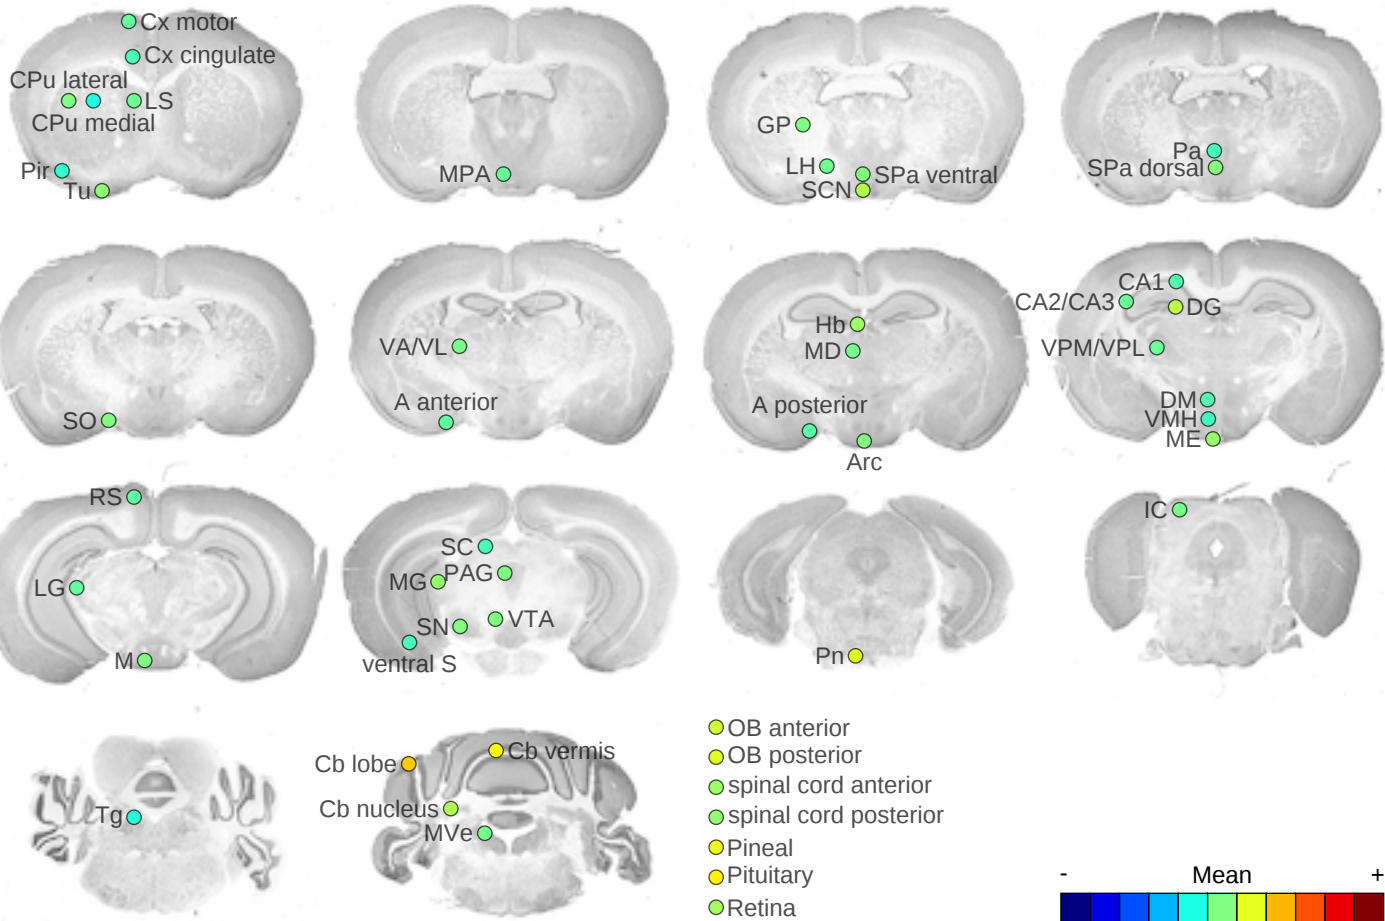 Cx motor
Cx cingulate
CPu lateral
LS
CPu medial
Pir
Tu
MPA
GP
LH
SPa ventral
SCN
Pa
SPa dorsal
SO
VA/VL
A anterior
Hb
MD
A posterior
Arc
CA1
CA2/CA3
DG
VPM/VPL
DM
VMH
ME
RS
LG
M
SC
MG
PAG
SN
VTA
ventral S
Pn
IC
Tg
Cb lobe
Cb vermis
Cb nucleus
MVe
OB anterior
OB posterior
spinal cord anterior
spinal cord posterior
Pineal
Pituitary
Retina
- Mean +